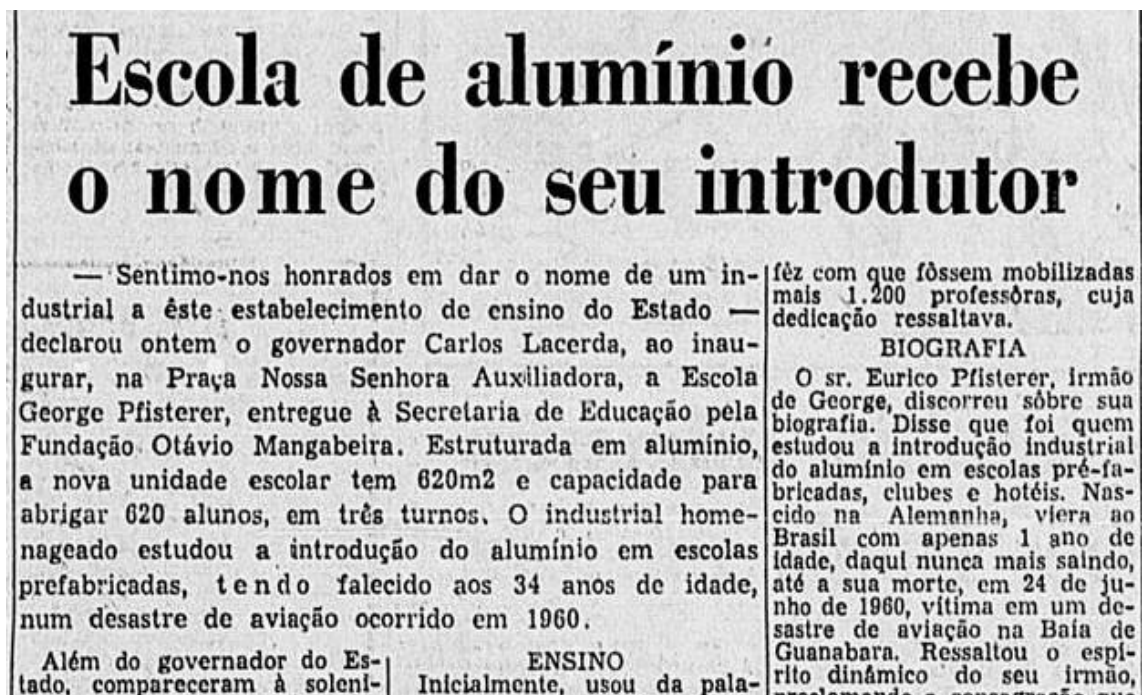 Escola de alumínio recebe
o nome do seu introdutor
— Sentimo-nos honrados em dar o nome de um in-
dustrial a êste estabelecimento de ensino do Estado —
declarou ontem o governador Carlos Lacerda, ao inau-
gurar, na Praça Nossa Senhora Auxiliadora, a Escola
George Pfisterer, entregue à Secretaria de Educação pela
Fundação Otávio Mangabeira. Estruturada em alumínio,
a nova unidade escolar tem 620m2 e capacidade para
abrigar 620 alunos, em três turnos. O industrial home-
nageado estudou a introdução do alumínio em escolas
prefabricadas, tendo falecido aos 34 anos de idade,
num desastre de aviação ocorrido em 1960.
Além do governador do Es-
tado, compareceram à soleni-
ENSINO
Inicialmente, usou da pala-
fêz com que fôssem mobilizadas
mais 1.200 professôras, cuja
dedicação ressaltava.
BIOGRAFIA
O sr. Eurico Pfisterer, irmão
de George, discorreu sôbre sua
biografia. Disse que foi quem
estudou a introdução industrial
do alumínio em escolas pré-fa-
bricadas, clubes e hotéis. Nas-
cido na Alemanha, viera ao
Brasil com apenas 1 ano de
idade, daqui nunca mais saindo,
até a sua morte, em 24 de ju-
nho de 1960, vítima em um de-
sastre de aviação na Baía de
Guanabara. Ressaltou o espí-
rito dinâmico do seu irmão,